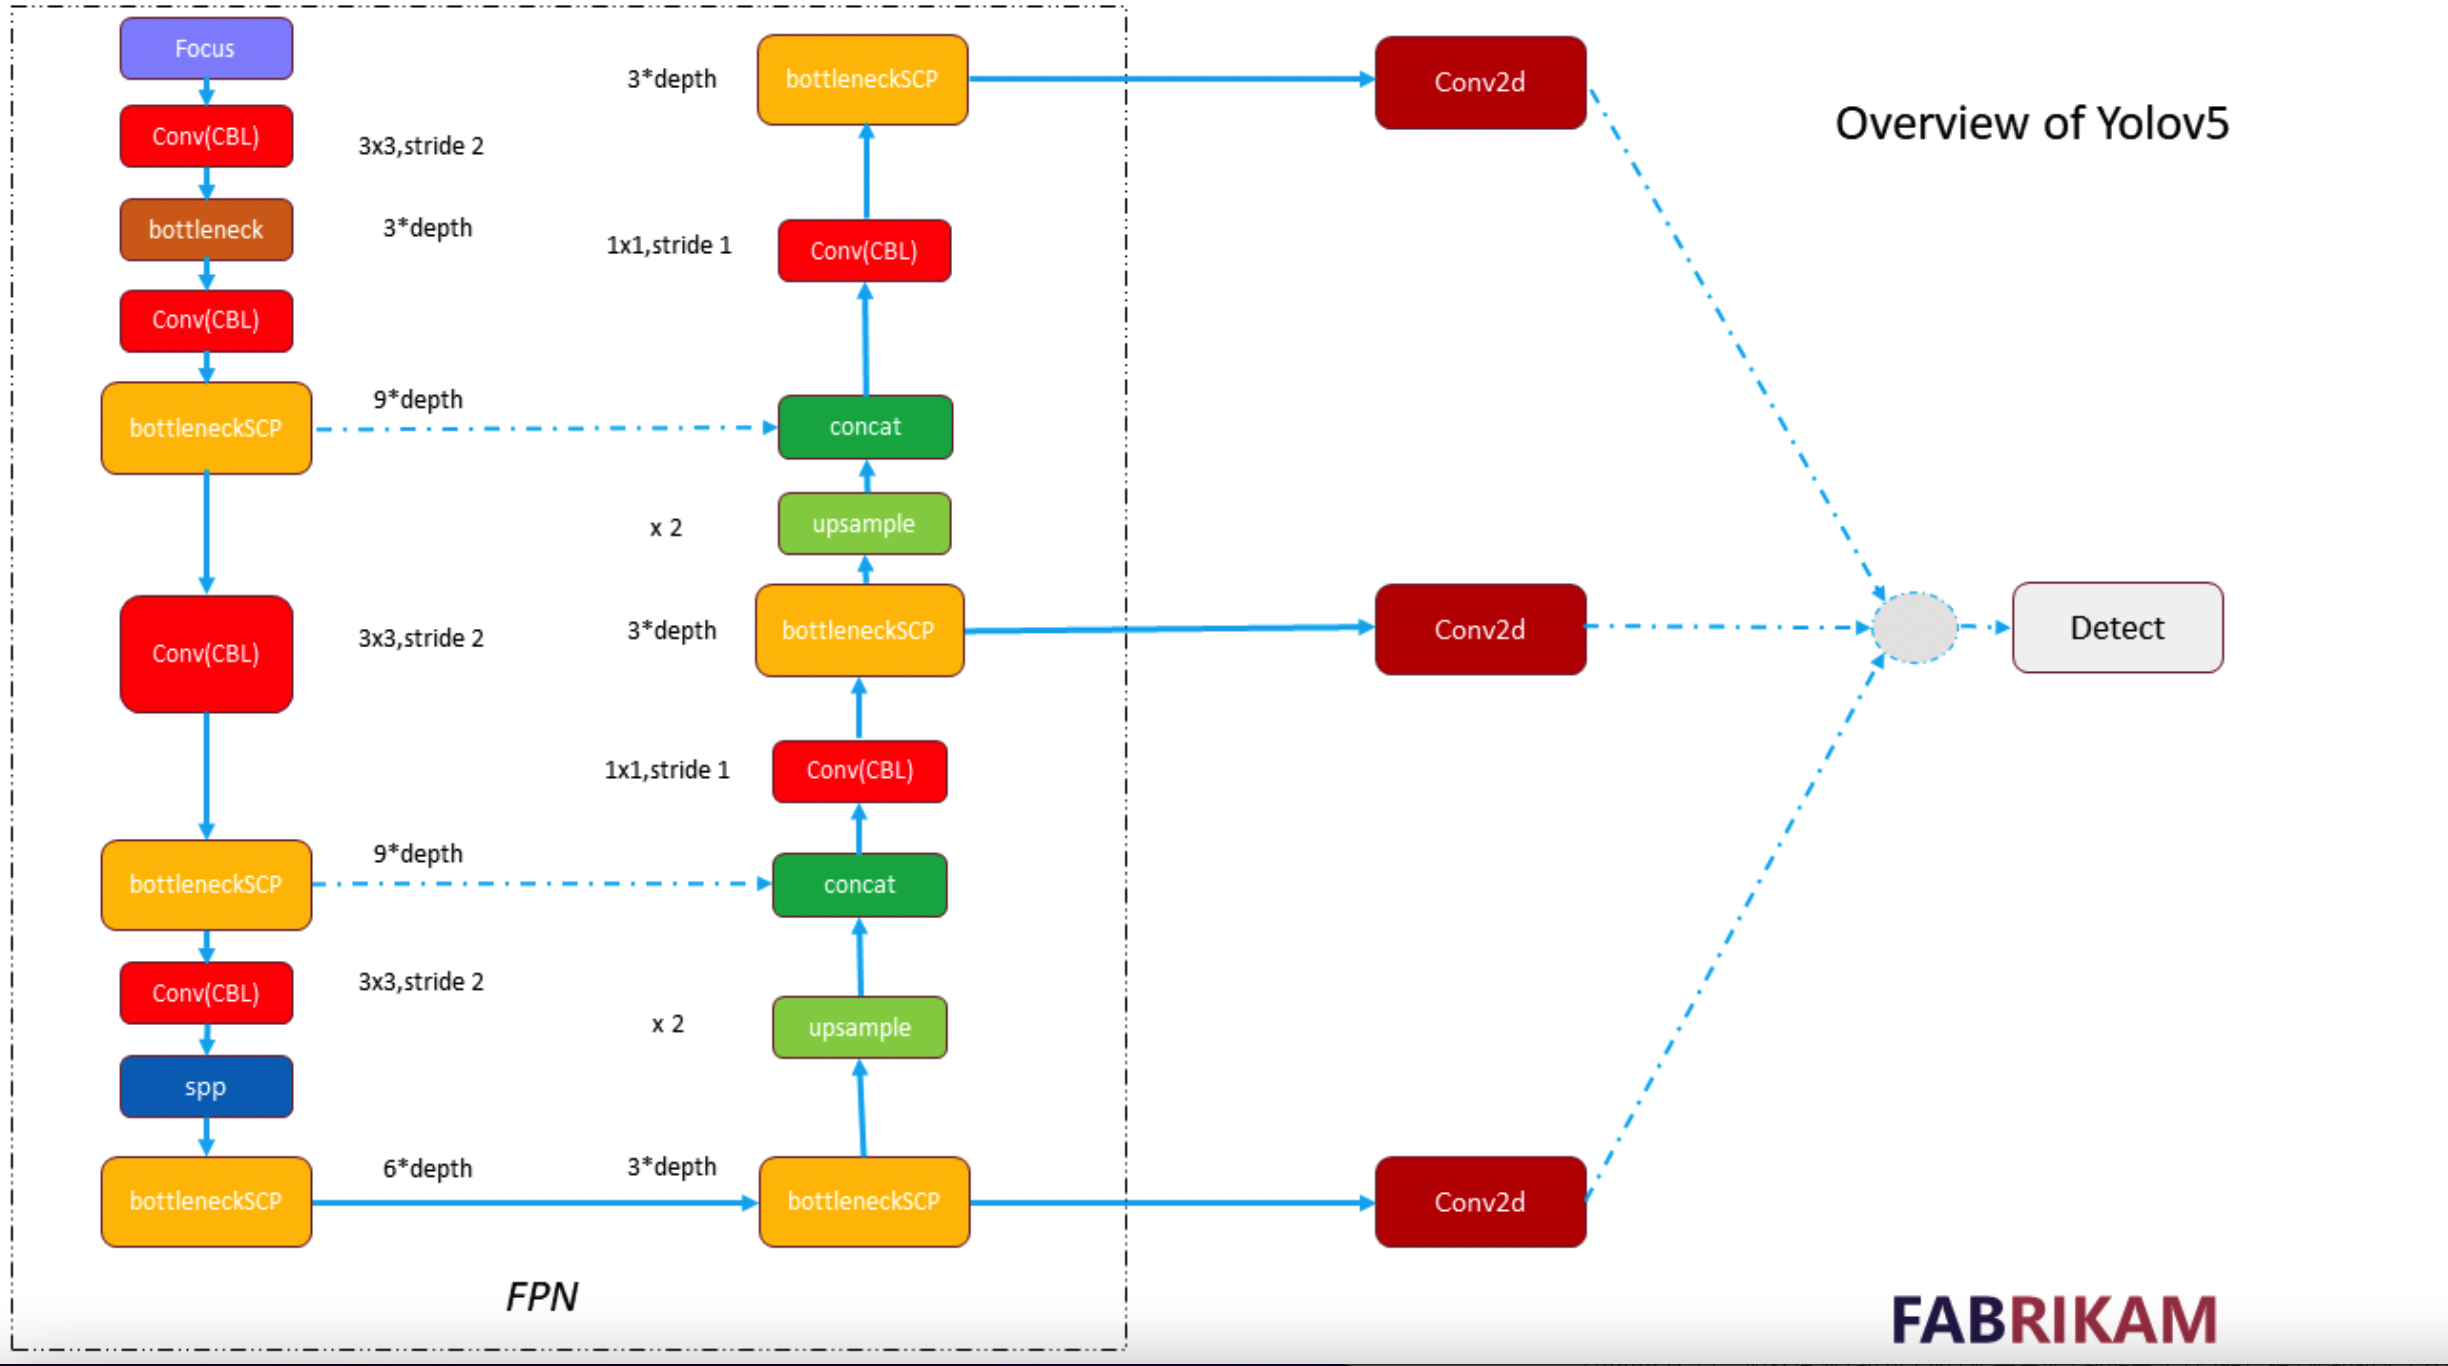 Focus
Conv(CBL)
3x3,stride 2
bottleneck
3*depth
Conv(CBL)
bottleneckSCP
9*depth
Conv(CBL)
3x3,stride 2
bottleneckSCP
9*depth
Conv(CBL)
3x3,stride 2
spp
bottleneckSCP
6*depth
3*depth
bottleneckSCP
1x1,stride 1
Conv(CBL)
concat
x 2
upsample
3*depth
bottleneckSCP
1x1,stride 1
Conv(CBL)
concat
x 2
upsample
3*depth
bottleneckSCP
FPN
Conv2d
Conv2d
Conv2d
Overview of Yolov5
Detect
FABRIKAM